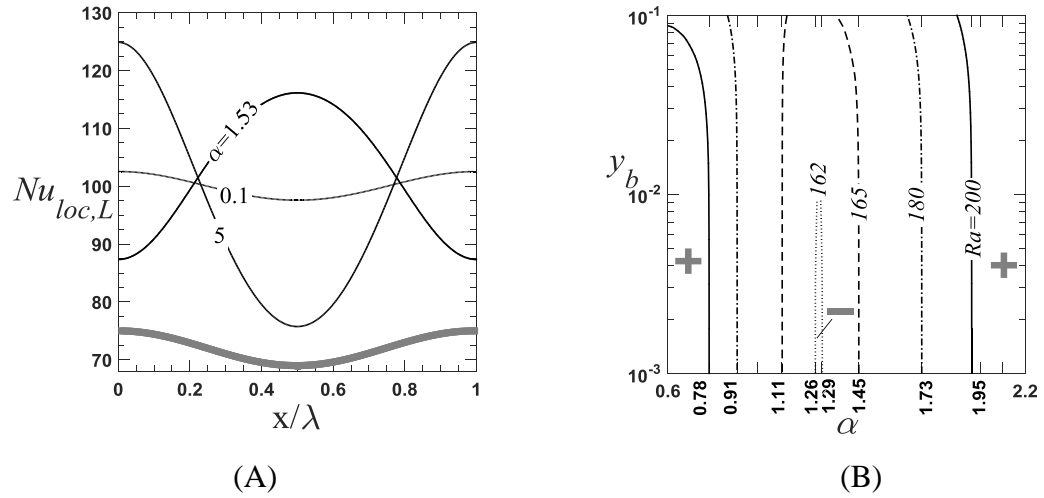 130
120
110
100
90
80
70
Nu_loc,L
α=1.53
0.1
5
0 0.2 0.4 0.6 0.8 1
x/λ
(A)
10^-1
10^-2
10^-3
y_b
162
165
180
Ra=200
+
−
+
0.6 0.78 0.91 1.11 1.26 1.29 1.45 1.73 1.95 2.2
α
(B)